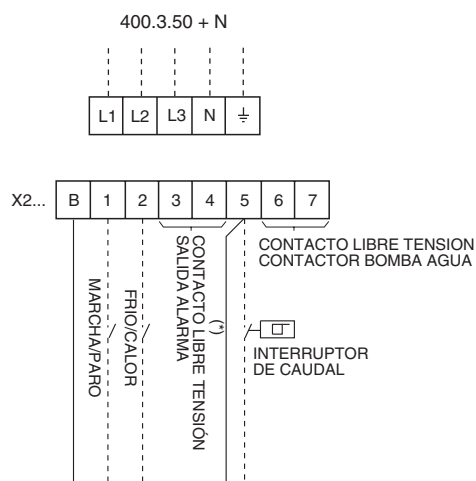 400.3.50 + N
L1 L2 L3 N
X2... B 1 2 3 4 5 6 7
CONTACTO LIBRE TENSION
CONTACTOR BOMBA AGUA
MARCHA/PARO
FRIO/CALOR
CONTACTO LIBRE TENSIÓN
SALIDA ALARMA
(*)
INTERRUPTOR
DE CAUDAL